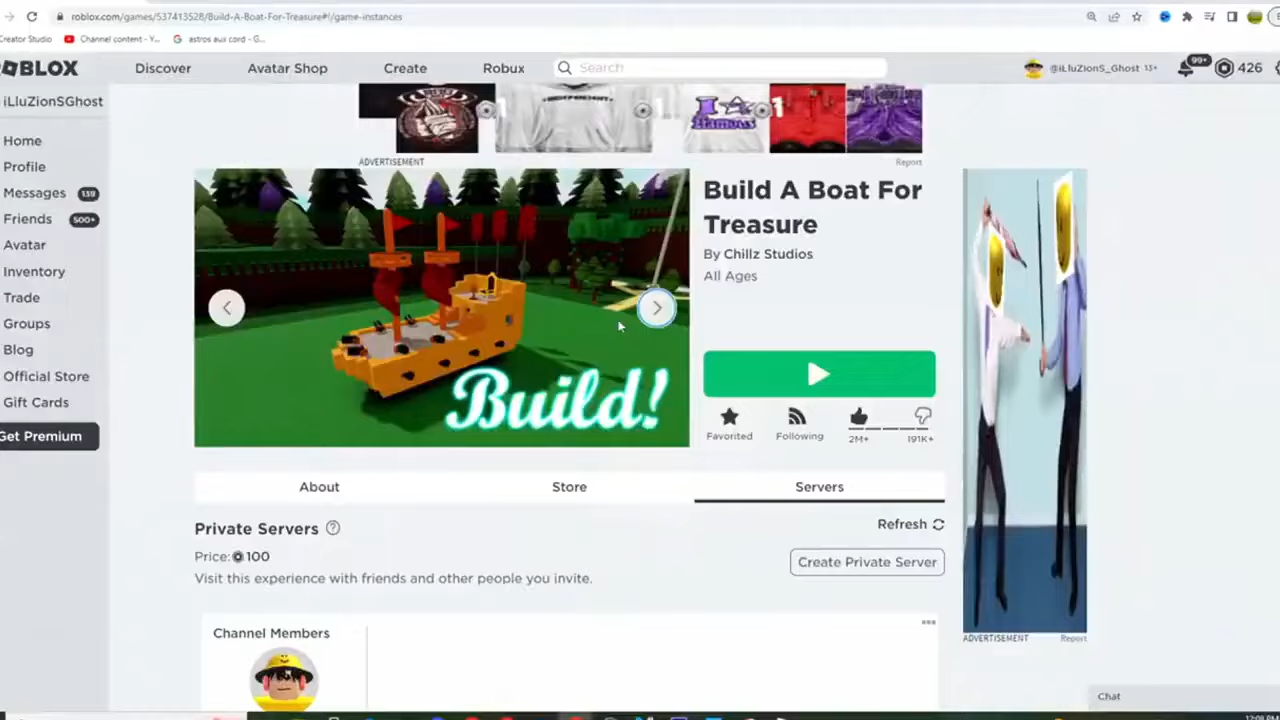 roblox.com/games/537413528/Build-A-Boat-For-Treasure#!/game-instances
Creator Studio
Channel content - Y...
astros aux cord - G...
ROBLOX
Discover
Avatar Shop
Create
Robux
Search
@iLluZionS_Ghost 13+
99+
426
iLluZionSGhost
Home
Profile
Messages 139
Friends 500+
Avatar
Inventory
Trade
Groups
Blog
Official Store
Gift Cards
Get Premium
1
1
Famous
ADVERTISEMENT
Report
Build!
Build A Boat For
Treasure
By Chillz Studios
All Ages
Favorited
Following
2M+
191K+
About
Store
Servers
Private Servers
Refresh
Price: 100
Create Private Server
Visit this experience with friends and other people you invite.
Channel Members
ADVERTISEMENT
Report
Chat